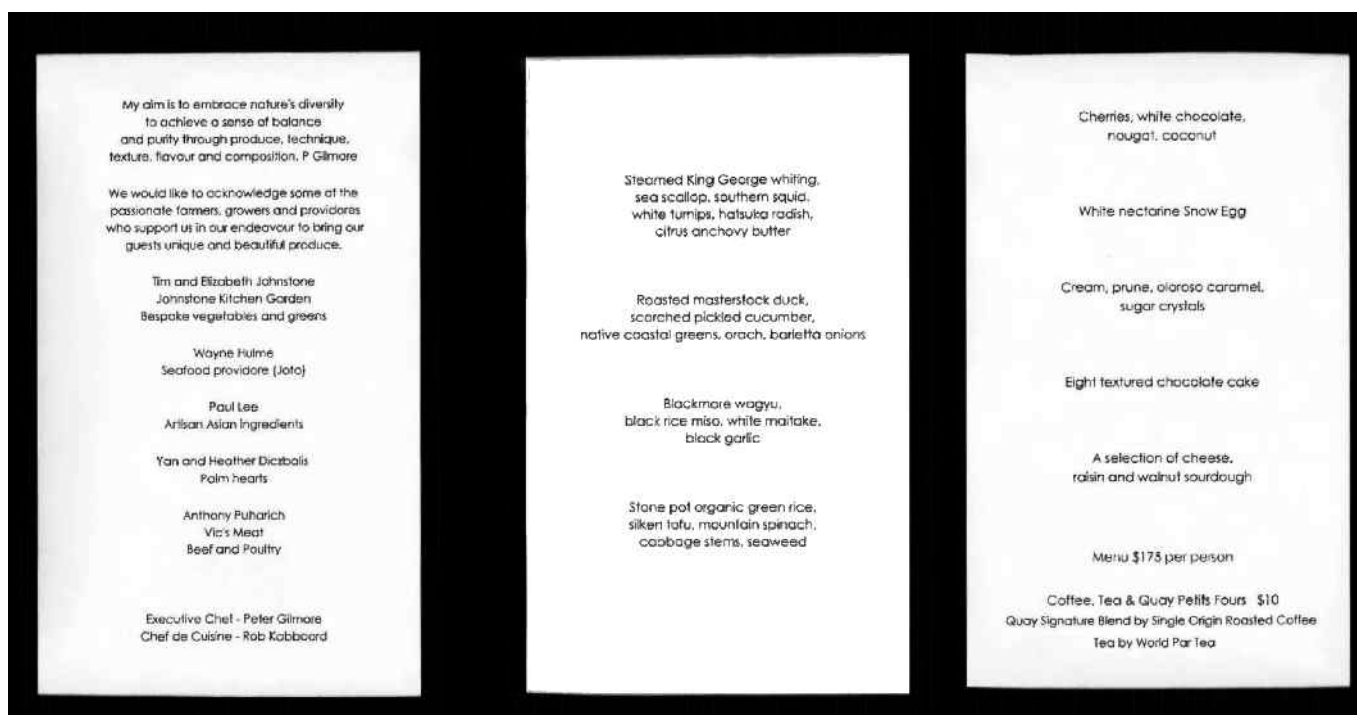 My aim is to embrace nature's diversity
to achieve a sense of balance
and purity through produce, technique,
texture, flavour and composition. P Gilmore
We would like to acknowledge some of the
passionate farmers, growers and providores
who support us in our endeavour to bring our
guests unique and beautiful produce.
Tim and Elizabeth Johnstone
Johnstone Kitchen Garden
Bespoke vegetables and greens
Wayne Hulme
Seafood providore (Joto)
Paul Lee
Artisan Asian Ingredients
Yan and Heather Diczbalis
Palm hearts
Anthony Puharich
Vic's Meat
Beef and Poultry
Executive Chef - Peter Gilmore
Chef de Cuisine - Rob Kabboord
Steamed King George whiting,
sea scallop, southern squid,
white turnips, hatsuka radish,
citrus anchovy butter
Roasted masterstock duck,
scorched pickled cucumber,
native coastal greens, orach, barletta onions
Blackmore wagyu,
black rice miso, white maitake,
black garlic
Stone pot organic green rice,
silken tofu, mountain spinach,
cabbage stems, seaweed
Cherries, white chocolate,
nougat, coconut
White nectarine Snow Egg
Cream, prune, oloroso caramel,
sugar crystals
Eight textured chocolate cake
A selection of cheese,
raisin and walnut sourdough
Menu $175 per person
Coffee, Tea & Quay Petits Fours $10
Quay Signature Blend by Single Origin Roasted Coffee
Tea by World Par Tea